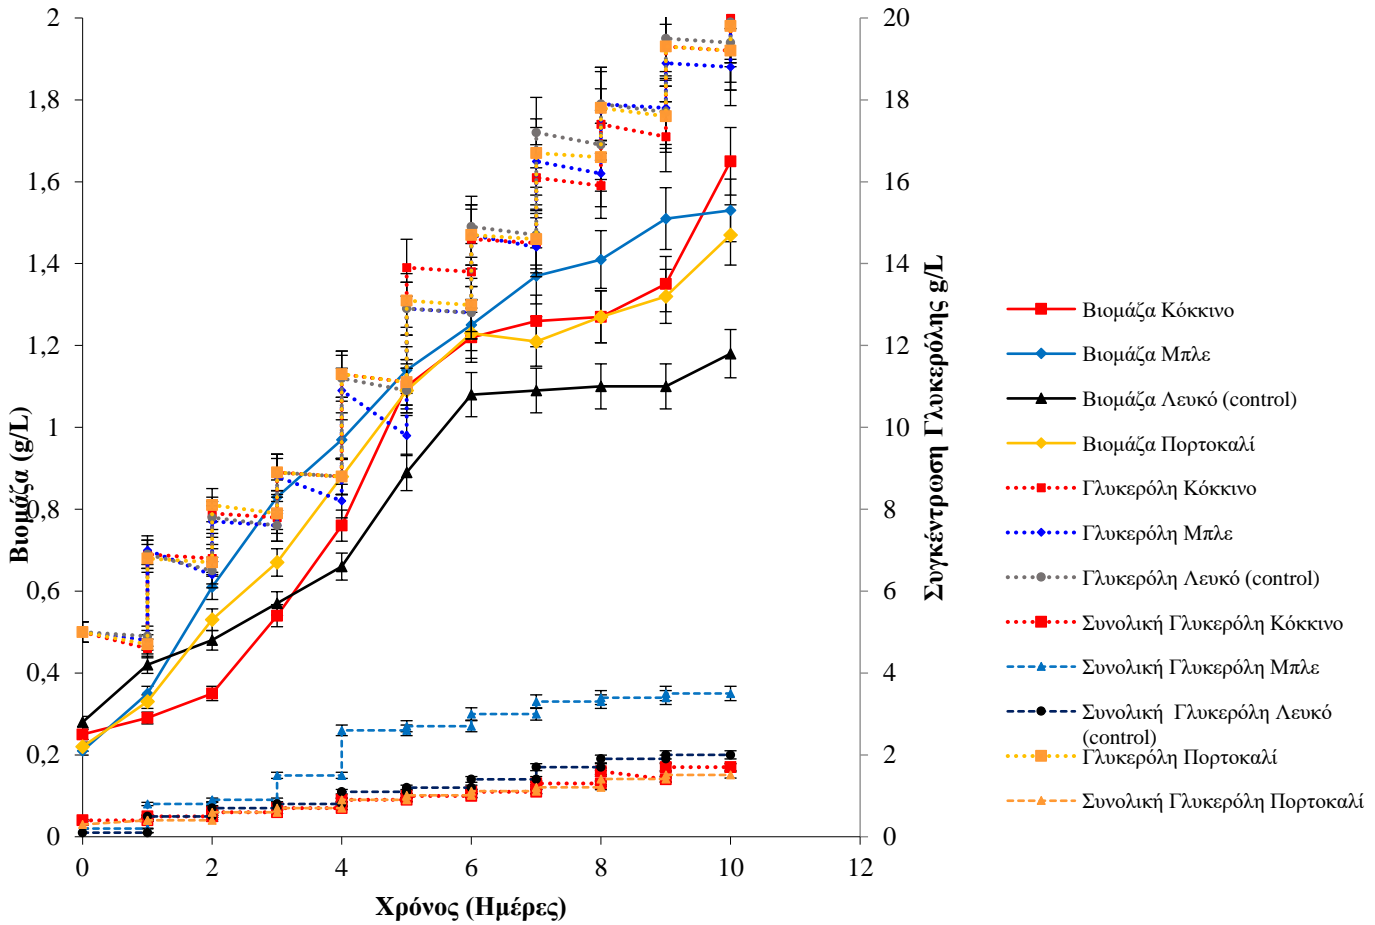 2
1,8
1,6
1,4
1,2
1
0,8
0,6
0,4
0,2
0
Βιομάζα (g/L)
0
2
4
6
8
10
12
Χρόνος (Ημέρες)
20
18
16
14
12
10
8
6
4
2
0
Συγκέντρωση Γλυκερόλης g/L
Βιομάζα Κόκκινο
Βιομάζα Μπλε
Βιομάζα Λευκό (control)
Βιομάζα Πορτοκαλί
Γλυκερόλη Κόκκινο
Γλυκερόλη Μπλε
Γλυκερόλη Λευκό (control)
Συνολική Γλυκερόλη Κόκκινο
Συνολική Γλυκερόλη Μπλε
Συνολική  Γλυκερόλη Λευκό
(control)
Γλυκερόλη Πορτοκαλί
Συνολική Γλυκερόλη Πορτοκαλί